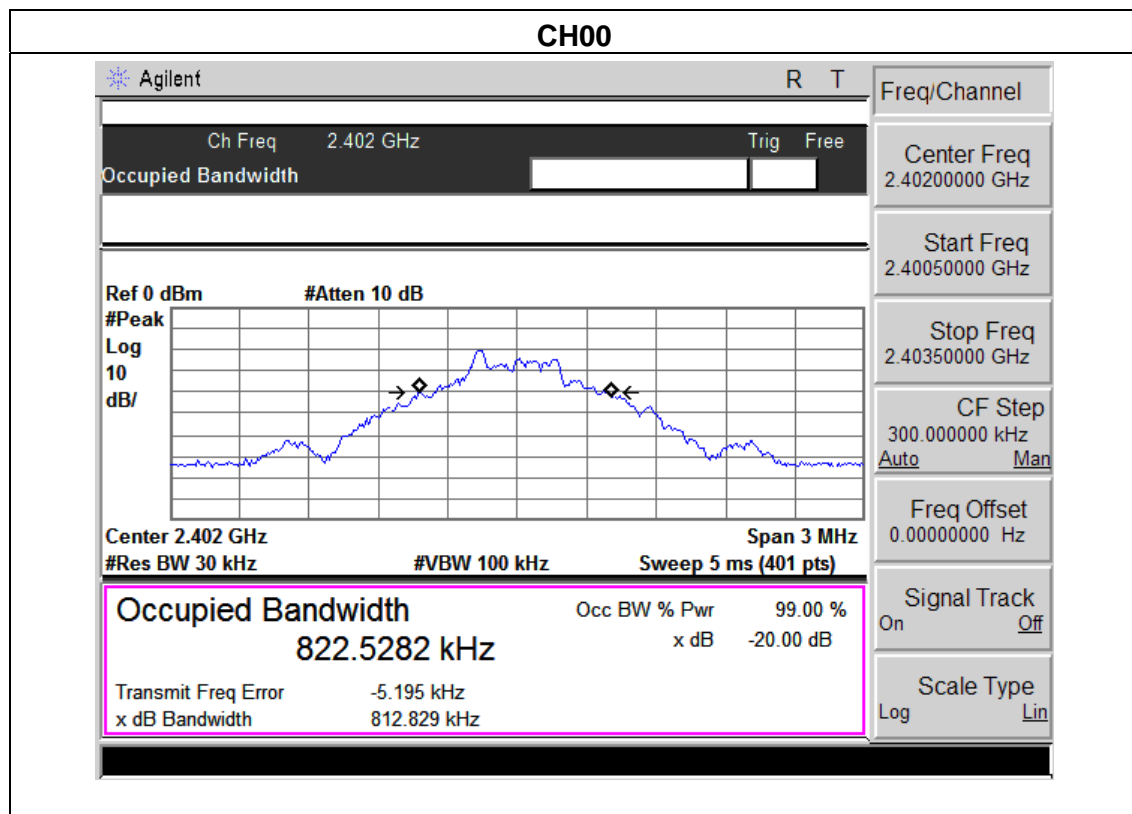 CH00
Agilent R T
Ch Freq 2.402 GHz Trig Free
Occupied Bandwidth
Ref 0 dBm #Atten 10 dB
#Peak
Log
10
dB/
Center 2.402 GHz Span 3 MHz
#Res BW 30 kHz #VBW 100 kHz Sweep 5 ms (401 pts)
Occupied Bandwidth Occ BW % Pwr 99.00 %
822.5282 kHz x dB -20.00 dB
Transmit Freq Error -5.195 kHz
x dB Bandwidth 812.829 kHz
Freq/Channel
Center Freq
2.40200000 GHz
Start Freq
2.40050000 GHz
Stop Freq
2.40350000 GHz
CF Step
300.000000 kHz
Auto Man
Freq Offset
0.00000000 Hz
Signal Track
On Off
Scale Type
Log Lin